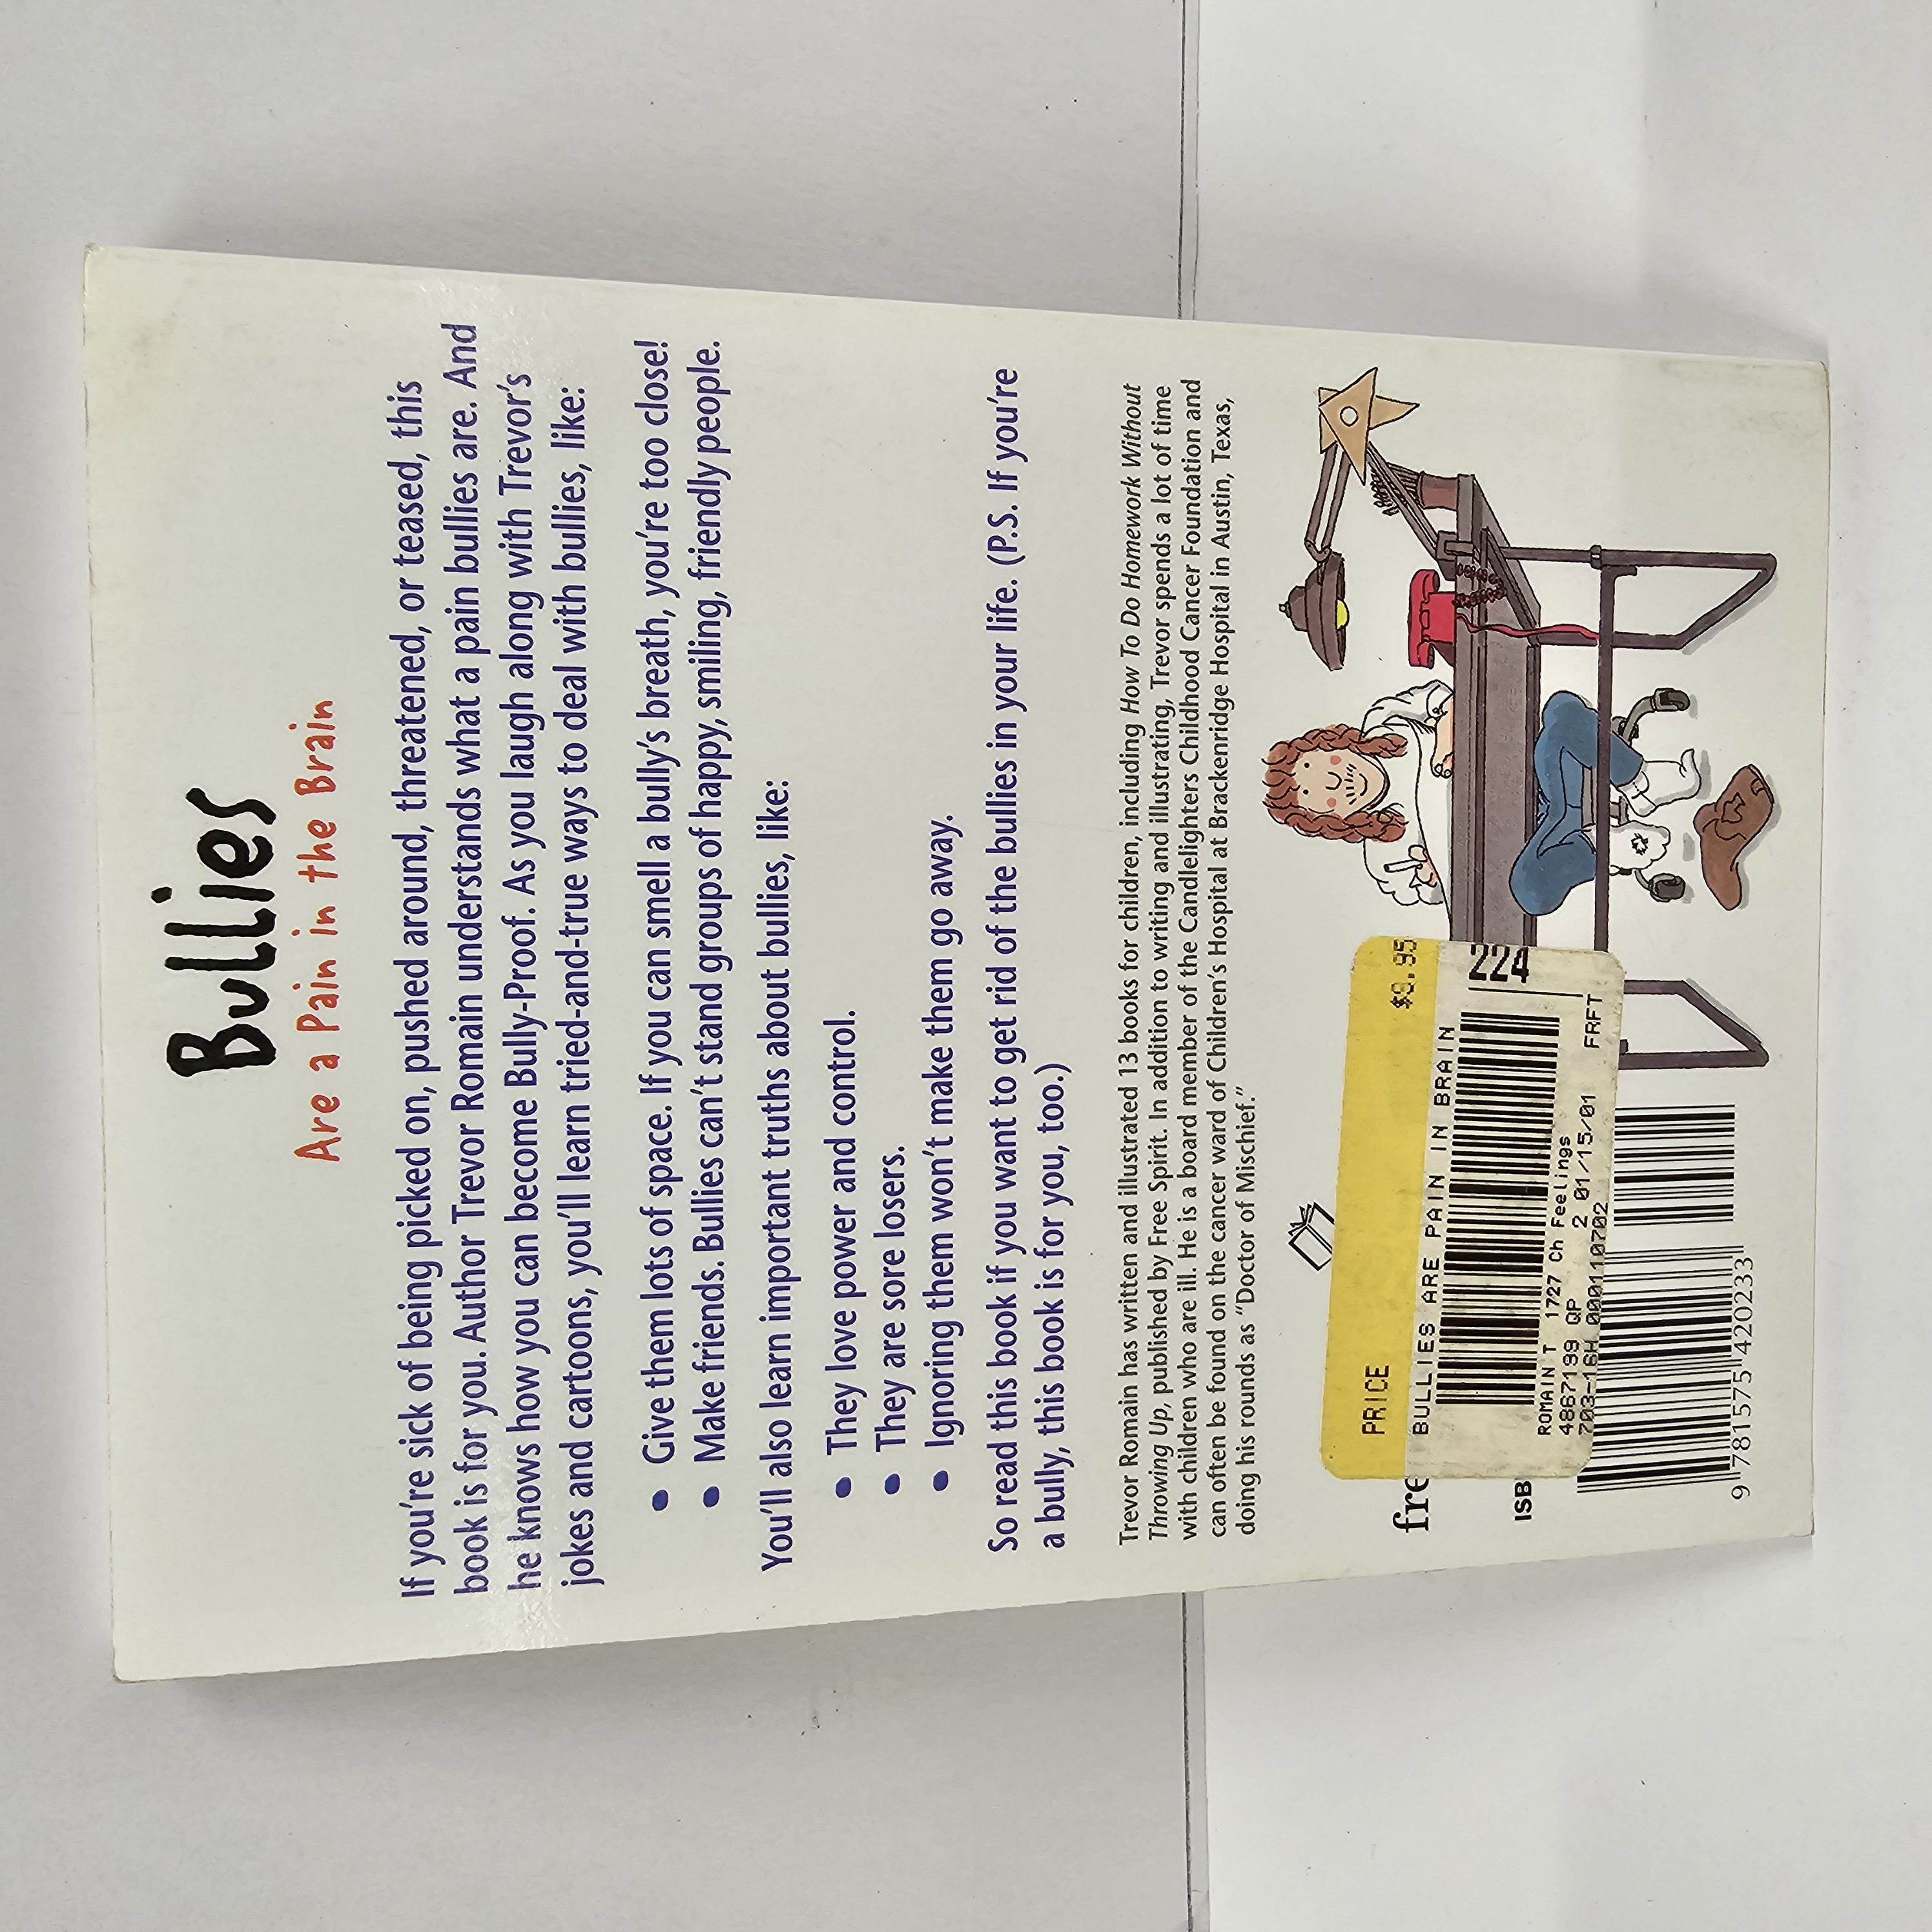 Bullies
Are a Pain in the Brain
If you're sick of being picked on, pushed around, threatened, or teased, this
book is for you. Author Trevor Romain understands what a pain bullies are. And
he knows how you can become Bully-Proof. As you laugh along with Trevor's
jokes and cartoons, you'll learn tried-and-true ways to deal with bullies, like:
• Give them lots of space. If you can smell a bully's breath, you're too close!
• Make friends. Bullies can't stand groups of happy, smiling, friendly people.
You'll also learn important truths about bullies, like:
• They love power and control.
• They are sore losers.
• Ignoring them won't make them go away.
So read this book if you want to get rid of the bullies in your life. (P.S. If you're
a bully, this book is for you, too.)
Trevor Romain has written and illustrated 13 books for children, including How To Do Homework Without
Throwing Up, published by Free Spirit. In addition to writing and illustrating, Trevor spends a lot of time
with children who are ill. He is a board member of the Candlelighters Childhood Cancer Foundation and
can often be found on the cancer ward of Children's Hospital at Brackenridge Hospital in Austin, Texas,
doing his rounds as “Doctor of Mischief.”
fre
ISB
PRICE
$9.95
BULLIES ARE PAIN IN BRAIN
224
ROMAIN T 1727 Ch Feelings
4867199 QP 2 01/15/01 FRFT
703-16H 000110702
9 781575 420233